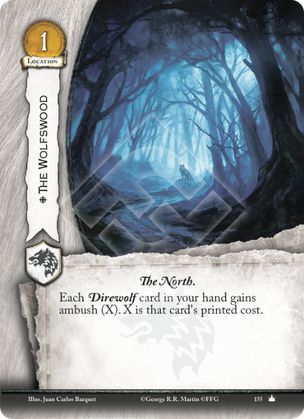 1
LOCATION
THE WOLFSWOOD
The North.
Each Direwolf card in your hand gains
ambush (X). X is that card's printed cost.
Illus. Juan Carlos Barquet ©George R.R. Martin ©FFG 155